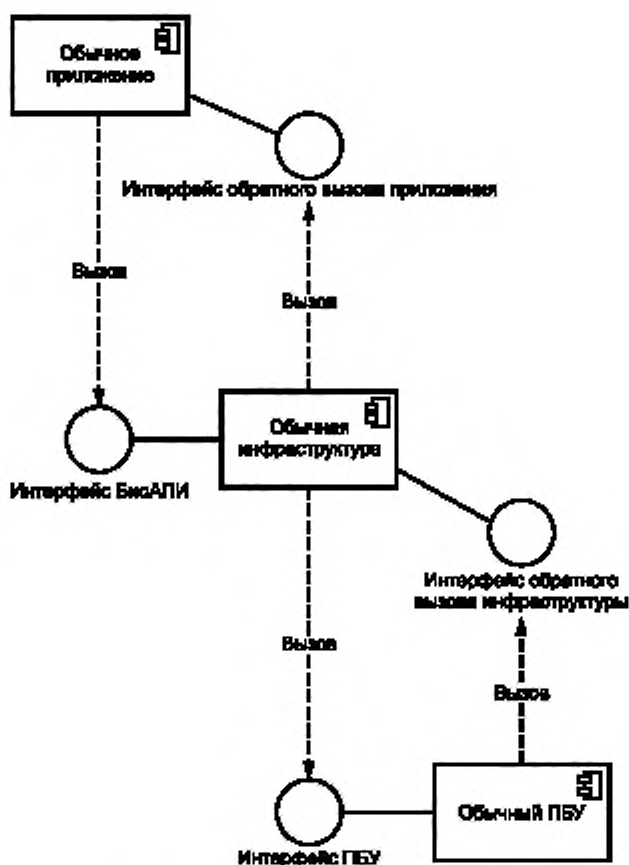 Обычное
приложение
Интерфейс обратного вызова приложения
Вызов
Вызов
Обычная
инфраструктура
Интерфейс БиоАПИ
Интерфейс обратного
вызова инфраструктуры
Вызов
Вызов
Обычный ПБУ
Интерфейс ПБУ